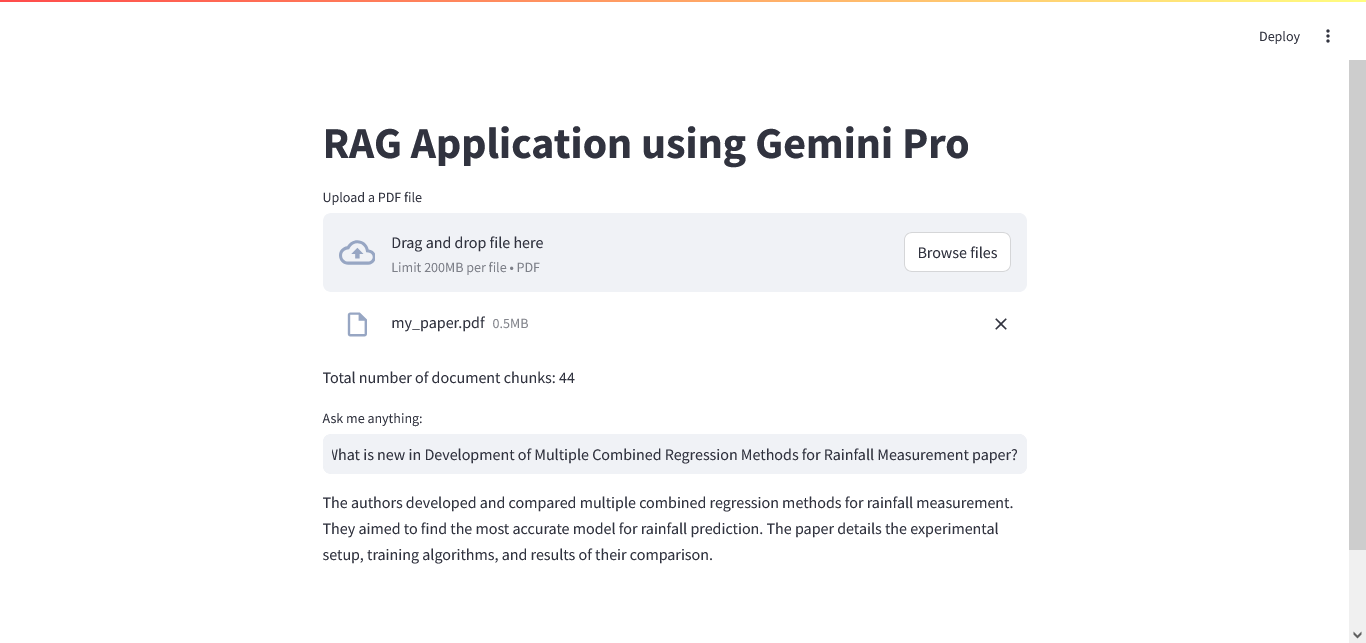 Deploy
RAG Application using Gemini Pro
Upload a PDF file
Drag and drop file here
Limit 200MB per file • PDF
Browse files
my_paper.pdf 0.5MB
Total number of document chunks: 44
Ask me anything:
What is new in Development of Multiple Combined Regression Methods for Rainfall Measurement paper?
The authors developed and compared multiple combined regression methods for rainfall measurement.
They aimed to find the most accurate model for rainfall prediction. The paper details the experimental
setup, training algorithms, and results of their comparison.